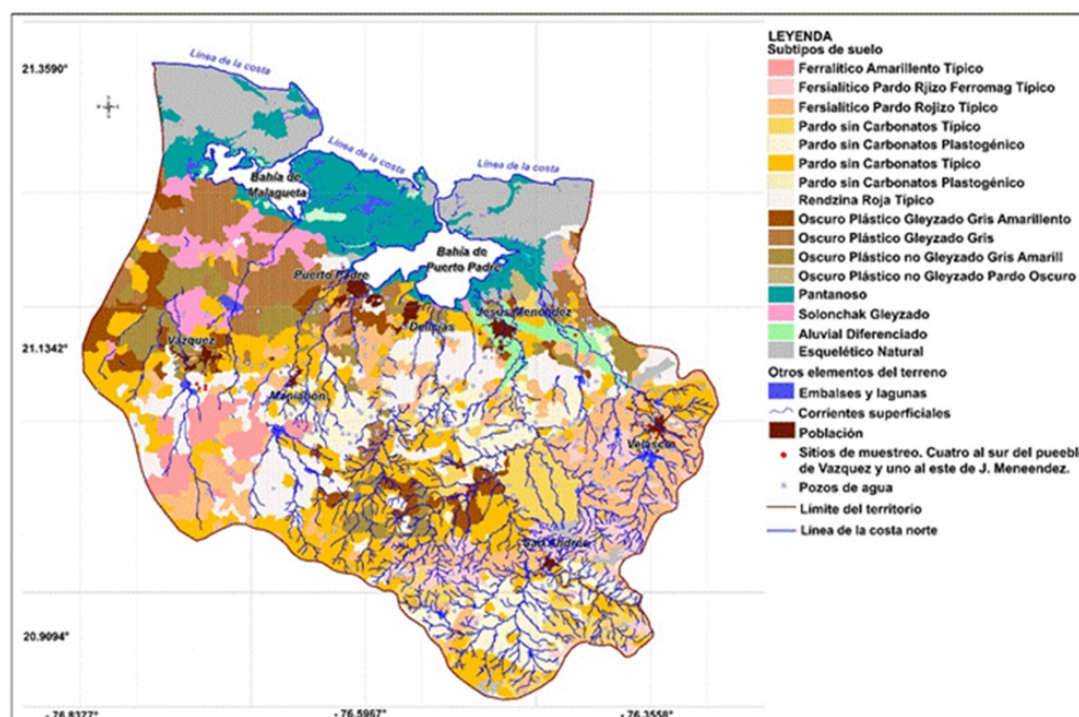 LEYENDA
Subtipos de suelo
Ferralítico Amarillento Típico
Fersialítico Pardo Rjizo Ferromag Típico
Fersialítico Pardo Rojizo Típico
Pardo sin Carbonatos Típico
Pardo sin Carbonatos Plastogénico
Pardo sin Carbonatos Típico
Pardo sin Carbonatos Plastogénico
Rendzina Roja Típico
Oscuro Plástico Gleyzado Gris Amarillento
Oscuro Plástico Gleyzado Gris
Oscuro Plástico no Gleyzado Gris Amarill
Oscuro Plástico no Gleyzado Pardo Oscuro
Pantanoso
Solonchak Gleyzado
Aluvial Diferenciado
Esquelético Natural
Otros elementos del terreno
Embalses y lagunas
Corrientes superficiales
Población
Sitios de muestreo. Cuatro al sur del pueebl
de Vazquez y uno al este de J. Meneendez.
Pozos de agua
Límite del territorio
Línea de la costa norte
21.3590°
21.1342°
20.9094°
- 76.8377°
- 76.5967°
- 76.3558°
Línea de la costa
Línea de la costa
Línea de la costa
Bahía de
Malagueta
Bahía de
Puerto Padre
Puerto Padre
Delicias
Jesús Menéndez
Vázquez
Maniabón
Velasco
San Andrés